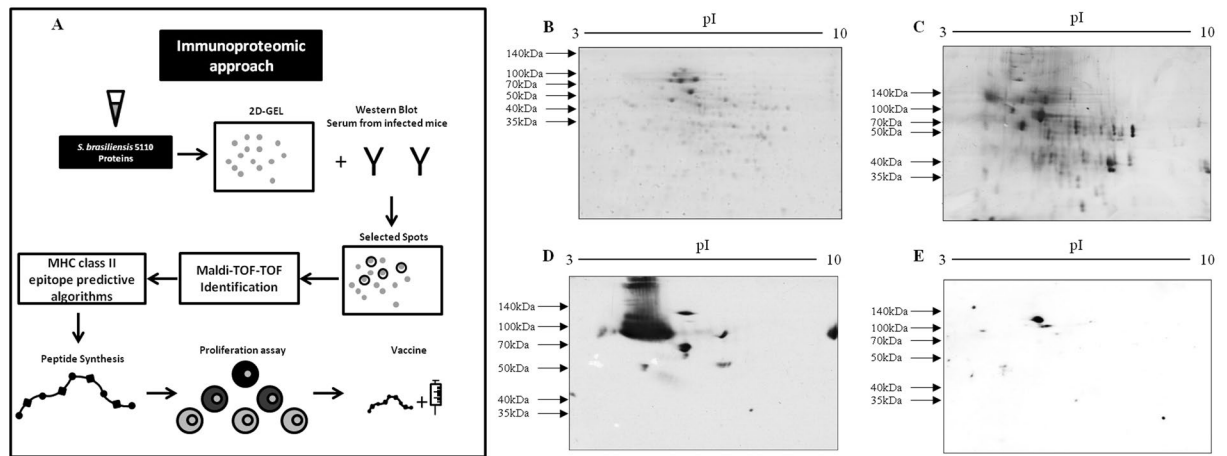 A
Immunoproteomic
approach
S. brasiliensis 5110
Proteins
2D-GEL
+
Western Blot
Serum from infected mice
Selected Spots
Maldi-TOF-TOF
Identification
MHC class II
epitope predictive
algorithms
Peptide Synthesis
Proliferation assay
Vaccine
+
B
pI
3
10
140kDa
100kDa
70kDa
50kDa
40kDa
35kDa
C
pI
3
10
140kDa
100kDa
70kDa
50kDa
40kDa
35kDa
D
pI
3
10
140kDa
100kDa
70kDa
50kDa
40kDa
35kDa
E
pI
3
10
140kDa
100kDa
70kDa
50kDa
40kDa
35kDa